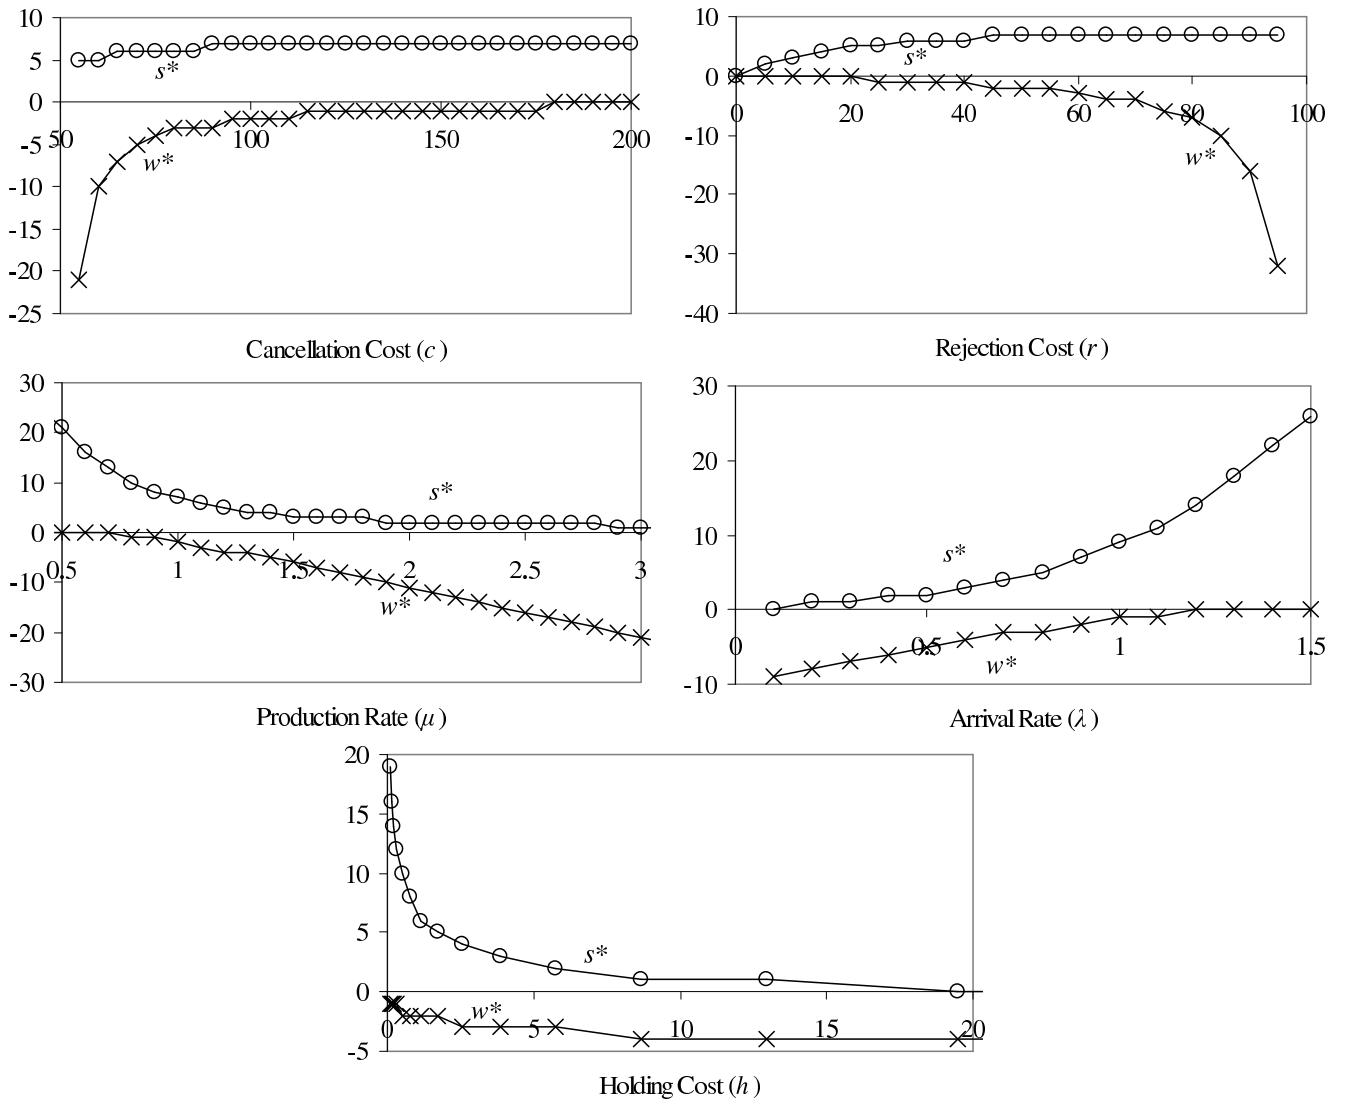 10
5
s*
0
50 100 150 200
-5
w*
-10
-15
-20
-25
Cancellation Cost (c)
10
s*
0
0 20 40 60 80 100
-10
w*
-20
-30
-40
Rejection Cost (r)
30
20
10
s*
0
0.5 1 1.5 2 2.5 3
-10
w*
-20
-30
Production Rate (μ)
30
20
10
s*
0
0 0.5 1 1.5
w*
-10
Arrival Rate (λ)
20
15
10
5
s*
0
w*
0 5 10 15 20
-5
Holding Cost (h)